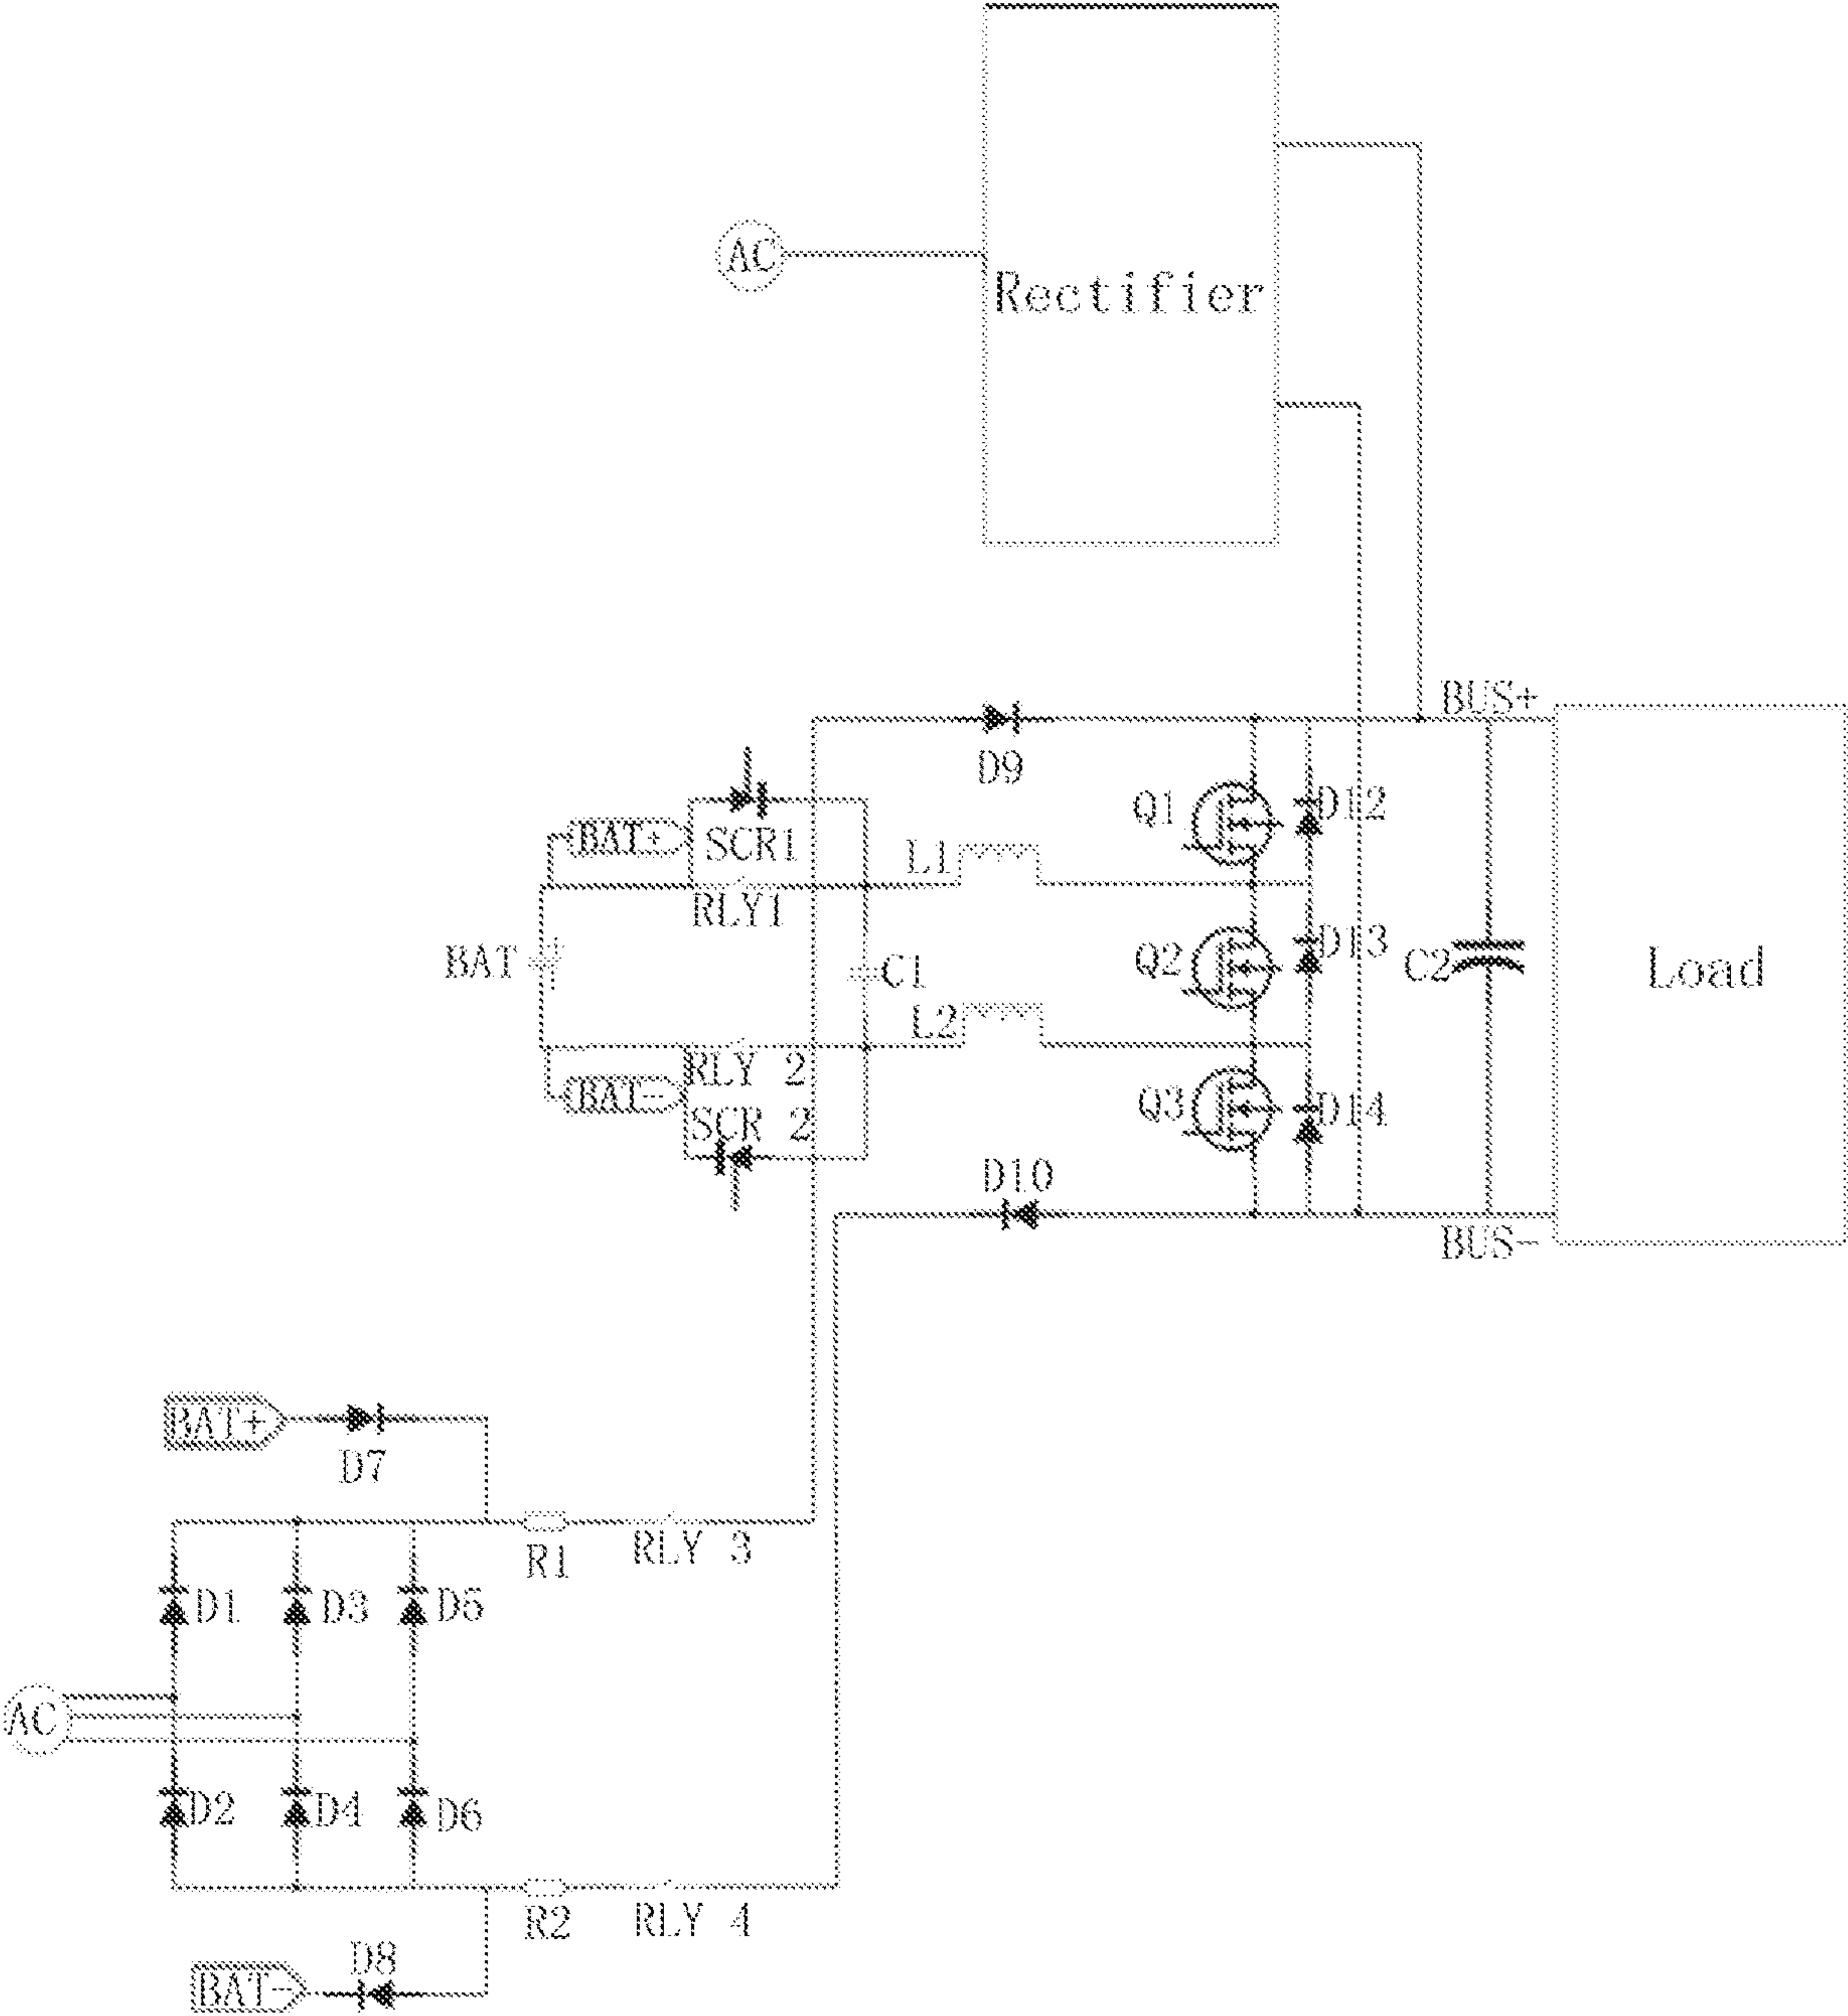 AC
Rectifier
BUS+
D9
Q1
D12
BAT+
SCR1
L1
RLY1
BAT
C1
Q2
D13
C2
Load
L2
RLY 2
BAT-
SCR 2
Q3
D14
D10
BUS-
BAT+
D7
R1
RLY 3
D1
D3
D5
AC
D2
D4
D6
R2
RLY 4
D8
BAT-